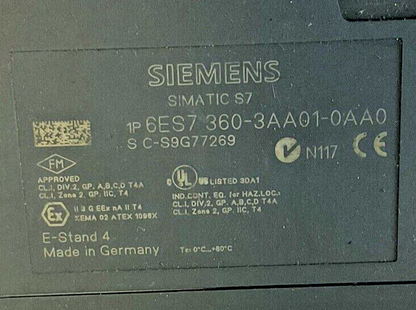 SIEMENS
SIMATIC S7
1P 6ES7 360-3AA01-0AA0
S C-S9G77269
N117 CE
FM
APPROVED
CL.I, DIV.2, GP. A,B,C,D T4A
CL.I, Zone 2, GP. IIC, T4
UL US LISTED 30A1
IND.CONT. EQ. for HAZ.LOC.
CL.I, DIV.2, GP. A,B,C,D T4A
CL.I, Zone 2, GP. IIC, T4
Ex II 3 G EEx nA II T4
KEMA 02 ATEX 1096X
E-Stand 4
Made in Germany